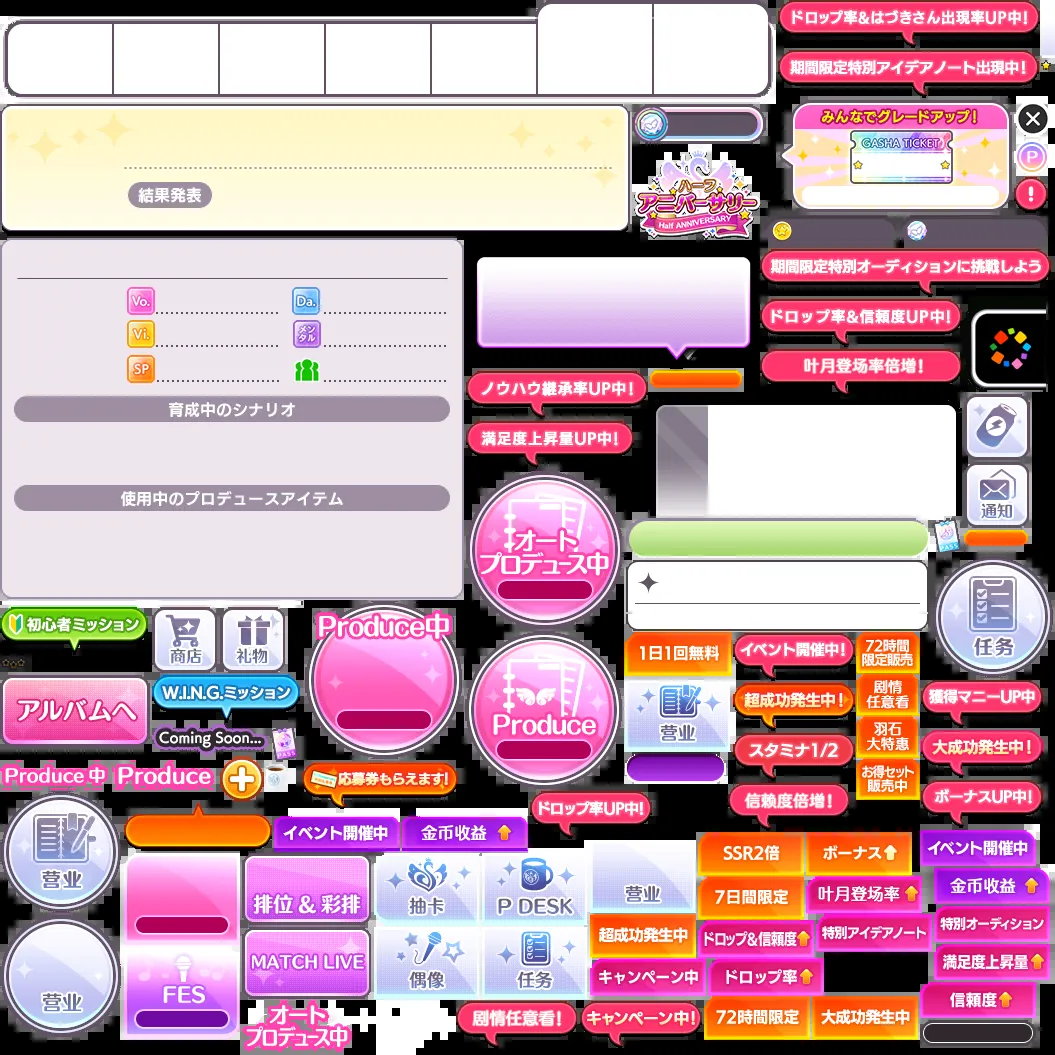 ドロップ率&はづきさん出現率UP中!
期間限定特別アイデアノート出現中!
みんなでグレードアップ!
GASHA TICKET
P
結果発表
ハーフ
アニバーサリー
Half ANNIVERSARY
期間限定特別オーディションに挑戦しよう
Vo.
Da.
Vi.
メンタル
SP
ドロップ率&信頼度UP中!
叶月登场率倍増!
育成中のシナリオ
ノウハウ継承率UP中!
満足度上昇量UP中!
使用中のプロデュースアイテム
通知
オート
プロデュース中
PASS
初心者ミッション
商店
礼物
Produce中
任务
1日1回無料
イベント開催中!
72時間
限定販売
アルバムへ
W.I.N.G.ミッション
Produce
营业
超成功発生中!
剧情
任意看
獲得マニーUP中
Coming Soon...
PASS
スタミナ1/2
羽石
大特惠
大成功発生中!
Produce 中
Produce
応募券もらえます!
信赖度倍増!
お得セット
販売中
ボーナスUP中!
ドロップ率UP中!
营业
イベント開催中
金币收益
SSR2倍
ボーナス
イベント開催中
排位 & 彩排
抽卡
P DESK
营业
7日間限定
叶月登场率
金币收益
超成功発生中
ドロップ&信頼度
特別アイデアノート
特別オーディション
MATCH LIVE
偶像
任务
キャンペーン中
ドロップ率
満足度上昇量
营业
FES
信頼度
オート
プロデュース中
剧情任意看!
キャンペーン中!
72時間限定
大成功発生中